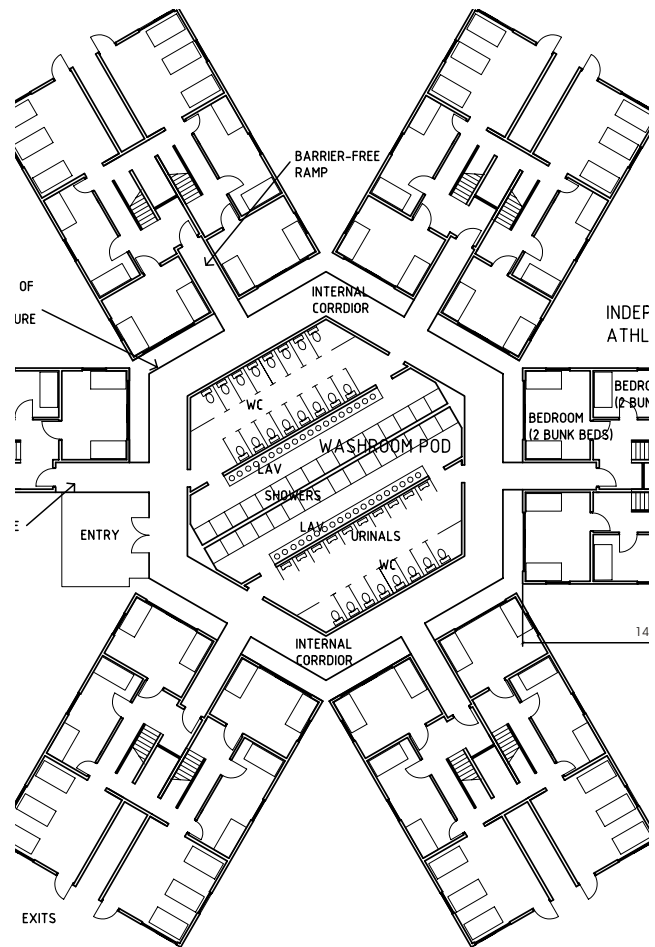 BARRIER-FREE
RAMP
OF
URE
INTERNAL
CORRDIOR
INDEP
ATHL
WC
BEDRO
(2 BUN
BEDROOM
(2 BUNK BEDS)
WASHROOM POD
LAV
SHOWERS
E
ENTRY
LAV
URINALS
WC
14
INTERNAL
CORRDIOR
EXITS